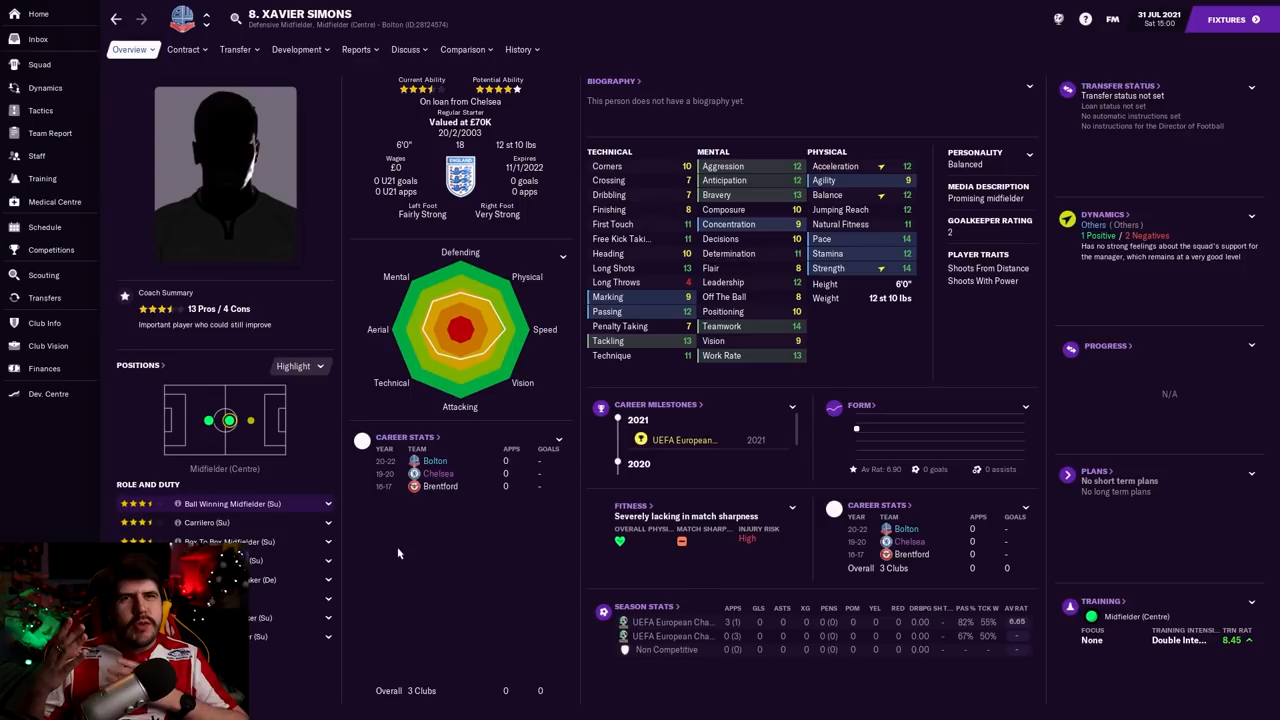 Home
Inbox
Squad
Dynamics
Tactics
Team Report
Staff
Training
Medical Centre
Schedule
Competitions
Scouting
Transfers
Club Info
Club Vision
Finances
Dev. Centre
8. XAVIER SIMONS
Defensive Midfielder, Midfielder (Centre) - Bolton (ID:28124574)
FM
31 JUL 2021
Sat 15:00
FIXTURES
Overview
Contract
Transfer
Development
Reports
Discuss
Comparison
History
Coach Summary
13 Pros / 4 Cons
Important player who could still improve
POSITIONS
Highlight
Midfielder (Centre)
ROLE AND DUTY
Ball Winning Midfielder (Su)
Carrilero (Su)
Box To Box Midfielder (Su)
(Su)
ker (De)
der (Su)
r (Su)
Current Ability
Potential Ability
On loan from Chelsea
Regular Starter
Valued at £70K
20/2/2003
6'0" 18 12 st 10 lbs
Wages
£0
ENGLAND
Expires
11/1/2022
0 U21 goals
0 U21 apps
0 goals
0 apps
Left Foot
Fairly Strong
Right Foot
Very Strong
Defending
Mental
Physical
Aerial
Speed
Technical
Vision
Attacking
CAREER STATS
YEAR TEAM APPS GOALS
20-22 Bolton 0 -
19-20 Chelsea 0 -
16-17 Brentford 0 -
Overall 3 Clubs 0 0
BIOGRAPHY
This person does not have a biography yet.
TECHNICAL
Corners 10
Crossing 7
Dribbling 7
Finishing 8
First Touch 11
Free Kick Taki... 11
Heading 10
Long Shots 13
Long Throws 4
Marking 9
Passing 12
Penalty Taking 7
Tackling 13
Technique 11
MENTAL
Aggression 12
Anticipation 12
Bravery 13
Composure 10
Concentration 9
Decisions 10
Determination 11
Flair 8
Leadership 12
Off The Ball 8
Positioning 10
Teamwork 14
Vision 9
Work Rate 13
PHYSICAL
Acceleration 12
Agility 9
Balance 12
Jumping Reach 12
Natural Fitness 11
Pace 14
Stamina 12
Strength 14
Height 6'0"
Weight 12 st 10 lbs
PERSONALITY
Balanced
MEDIA DESCRIPTION
Promising midfielder
GOALKEEPER RATING
2
PLAYER TRAITS
Shoots From Distance
Shoots With Power
CAREER MILESTONES
2021
UEFA European... 2021
2020
FORM
Av Rat: 6.90 0 goals 0 assists
FITNESS
Severely lacking in match sharpness
OVERALL PHYSI... MATCH SHARP... INJURY RISK
High
CAREER STATS
YEAR TEAM APPS GOALS
20-22 Bolton 0 -
19-20 Chelsea 0 -
16-17 Brentford 0 -
Overall 3 Clubs 0 0
SEASON STATS
APPS GLS ASTS XG PENS POM YEL RED DRBPG SH T... PAS % TCK W AV RAT
UEFA European Cha... 3 (1) 0 0 0 0 (0) 0 0 0 0.00 - 82% 55% 6.65
UEFA European Cha... 0 (3) 0 0 0 0 (0) 0 0 0 0.00 - 67% 50% -
Non Competitive 0 (0) 0 0 0 0 (0) 0 0 0 0.00 - - - -
TRANSFER STATUS
Transfer status not set
Loan status not set
No automatic instructions set
No instructions for the Director of Football
DYNAMICS
Others ( Others )
1 Positive / 2 Negatives
Has no strong feelings about the squad's support
for the manager, which remains at a very good level
PROGRESS
N/A
PLANS
No short term plans
No long term plans
TRAINING
Midfielder (Centre)
FOCUS
None
TRAINING INTENSI...
Double Inte...
TRN RAT
8.45